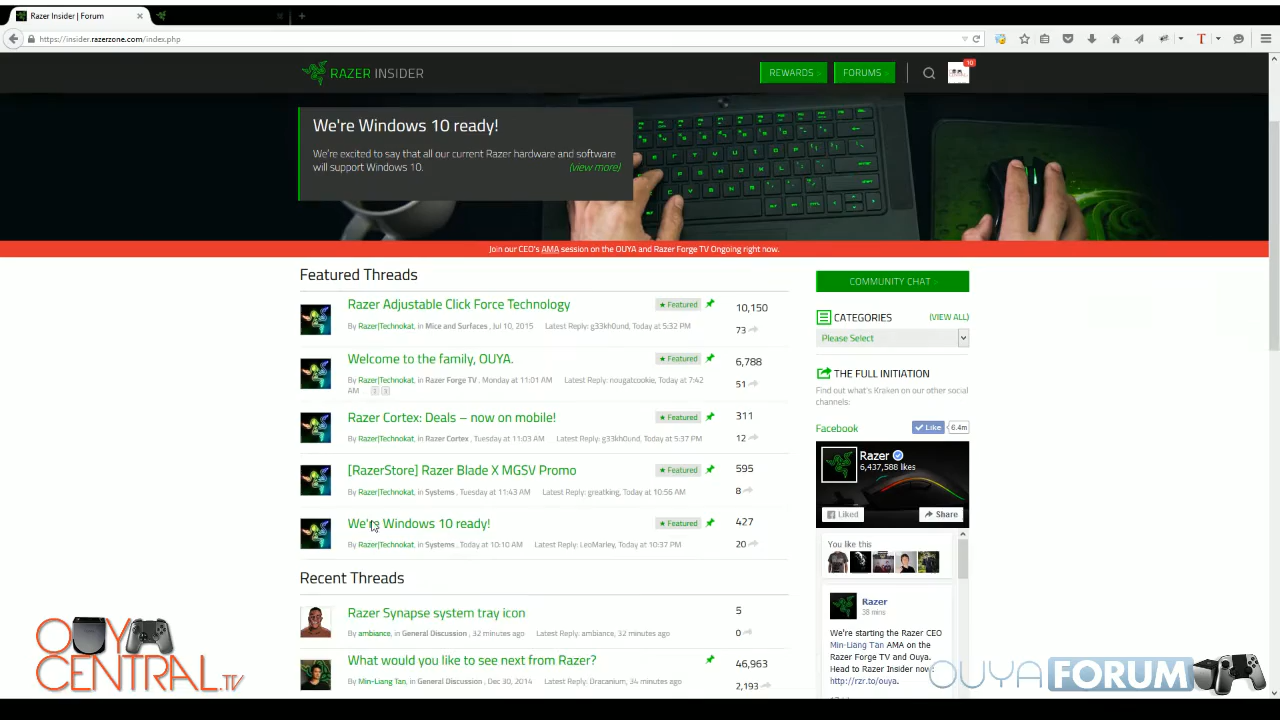 Razer Insider | Forum
https://insider.razerzone.com/index.php
RAZER INSIDER
REWARDS >
FORUMS >
10
We're Windows 10 ready!
We're excited to say that all our current Razer hardware and software
will support Windows 10.
(view more)
Join our CEO's AMA session on the OUYA and Razer Forge TV Ongoing right now.
Featured Threads
Razer Adjustable Click Force Technology
★ Featured
10,150
By Razer|Technokat, in Mice and Surfaces , Jul 10, 2015 Latest Reply: g33kh0und, Today at 5:32 PM
73
Welcome to the family, OUYA.
★ Featured
6,788
By Razer|Technokat, in Razer Forge TV . Monday at 11:01 AM Latest Reply: nougatcookie, Today at 7:42
AM .
51
Razer Cortex: Deals – now on mobile!
★ Featured
311
By Razer|Technokat, in Razer Cortex , Tuesday at 11:03 AM Latest Reply: g33kh0und, Today at 5:37 PM
12
[RazerStore] Razer Blade X MGSV Promo
★ Featured
595
By Razer|Technokat, in Systems , Tuesday at 11:43 AM Latest Reply: greatking, Today at 10:56 AM
8
We're Windows 10 ready!
★ Featured
427
By Razer|Technokat, in Systems , Today at 10:10 AM Latest Reply: LeoMarley, Today at 10:37 PM
20
Recent Threads
Razer Synapse system tray icon
5
By ambiance, in General Discussion , 32 minutes ago Latest Reply: ambiance, 32 minutes ago
0
What would you like to see next from Razer?
46,963
By Min-Liang Tan, in General Discussion , Dec 30, 2014 Latest Reply: Dracanium, 34 minutes ago
2,193
COMMUNITY CHAT >
CATEGORIES
(VIEW ALL)
Please Select
THE FULL INITIATION
Find out what's Kraken on our other social
channels:
Facebook
Like
6.4m
Razer
6,437,588 likes
Liked
Share
You like this
Razer
38 mins
We're starting the Razer CEO
Min-Liang Tan AMA on the
Razer Forge TV and Ouya.
Head to Razer Insider now:
http://rzr.to/ouya.
OUYA
CENTRAL.TV
OUYAFORUM